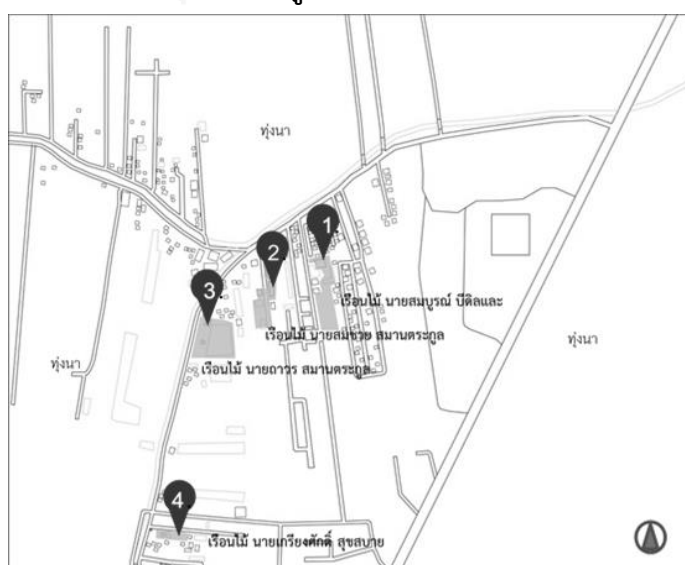 ทุ่งนา
1
2
3
เรือนไม้ นายสมบูรณ์ บีดิลและ
เรือนไม้ นายสมชวย สมานตระกูล
ทุ่งนา
ทุ่งนา
เรือนไม้ นายถาวร สมานตระกูล
4
เรือนไม้ นายเกรียงศักดิ์ สุขสบาย